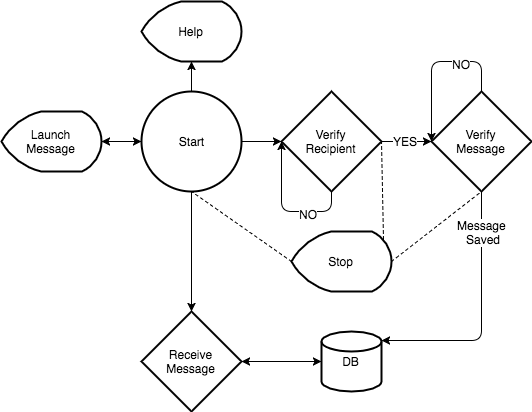 Help
NO
Launch
Message
Start
Verify
Recipient
YES
Verify
Message
NO
Message
Saved
Stop
Receive
Message
DB